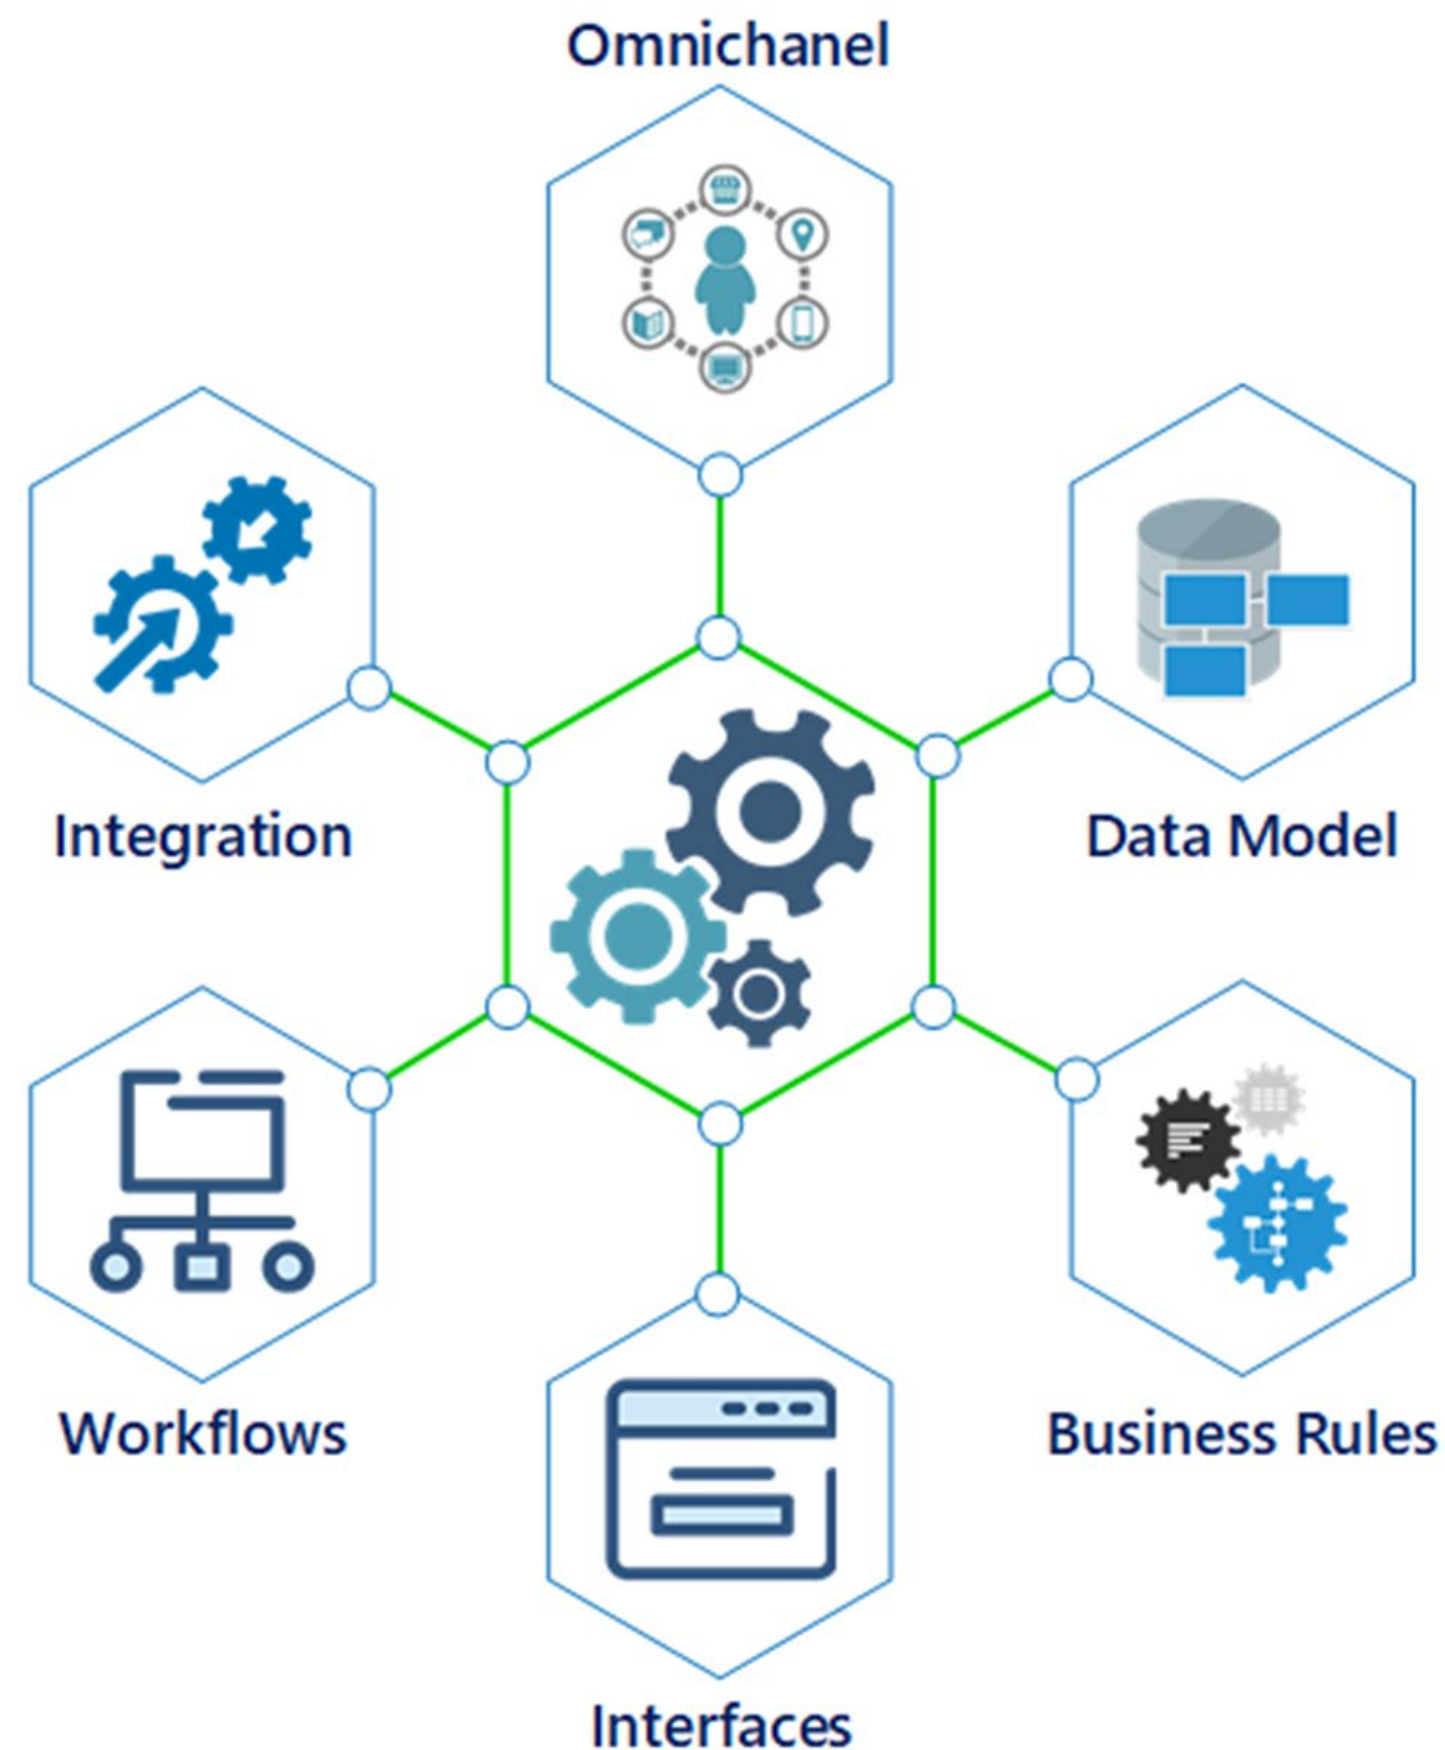 Omnichanel
Integration
Data Model
Workflows
Business Rules
Interfaces